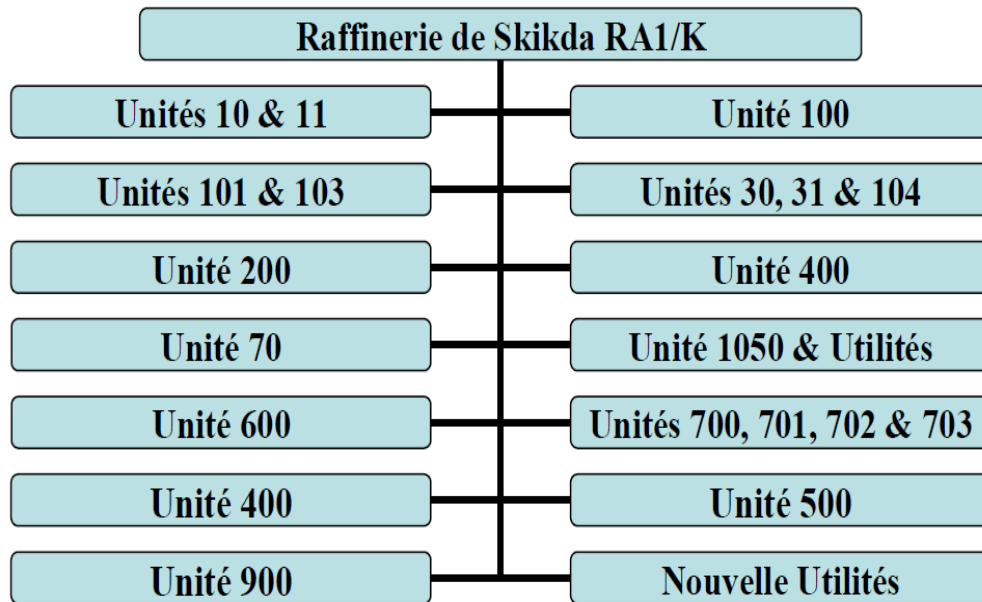 Raffinerie de Skikda RA1/K
Unités 10 & 11
Unité 100
Unités 101 & 103
Unités 30, 31 & 104
Unité 200
Unité 400
Unité 70
Unité 1050 & Utilités
Unité 600
Unités 700, 701, 702 & 703
Unité 400
Unité 500
Unité 900
Nouvelle Utilités